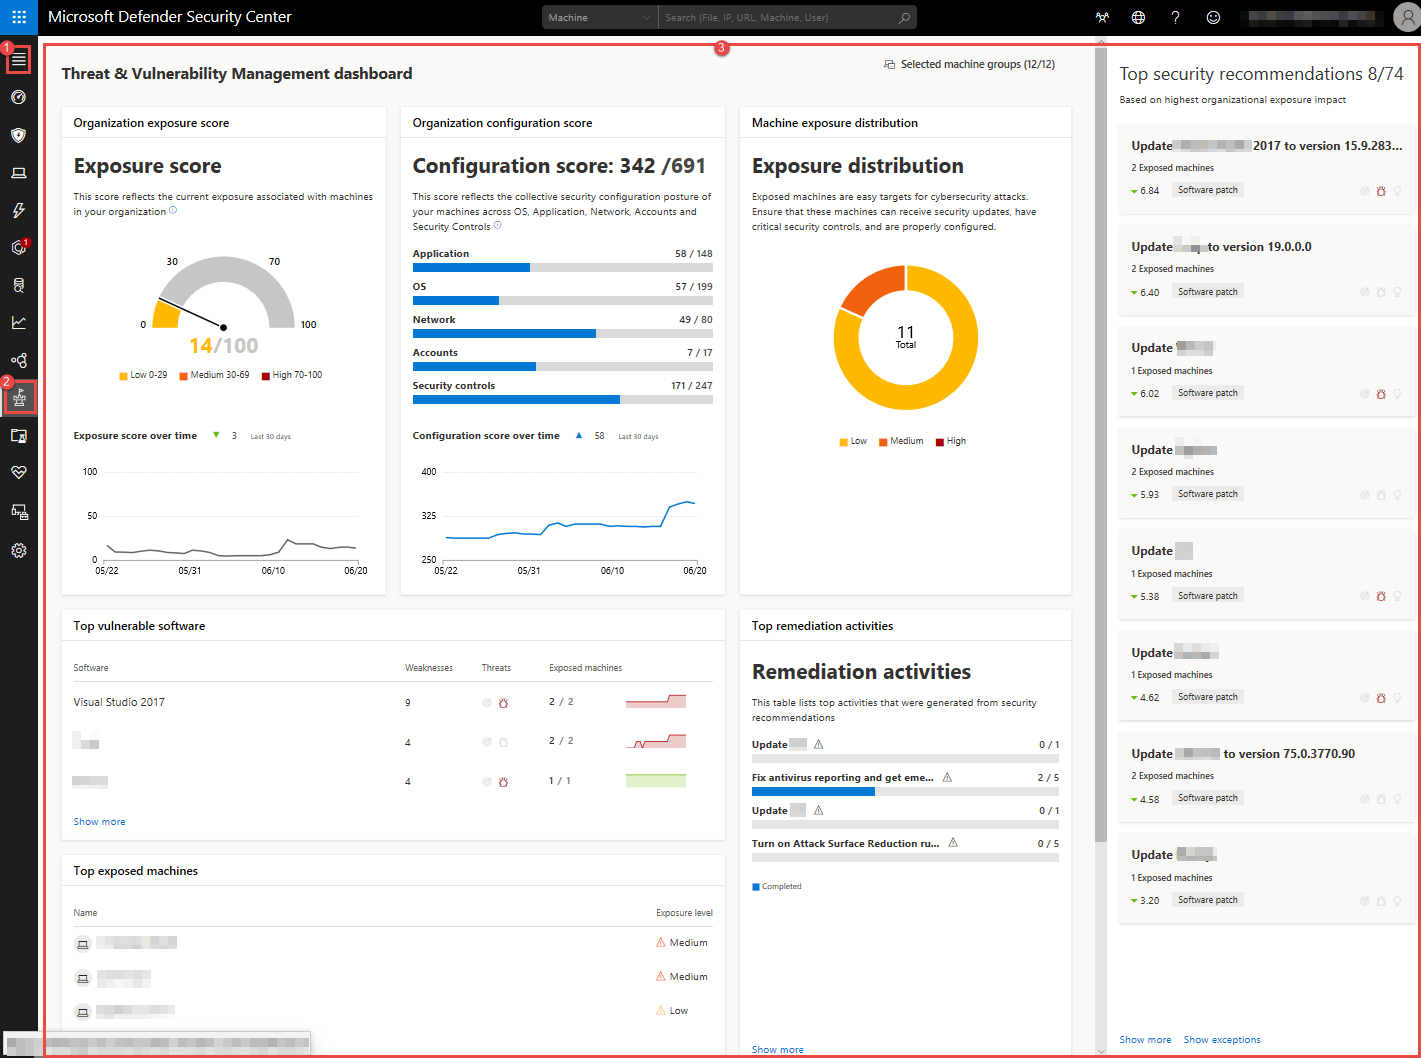 Microsoft Defender Security Center
Machine
Search (File, IP, URL, Machine, User)
1
3
Threat & Vulnerability Management dashboard
Selected machine groups (12/12)
Organization exposure score
Exposure score
This score reflects the current exposure associated with machines
in your organization
30
70
0
100
14/100
Low 0-29
Medium 30-69
High 70-100
Exposure score over time
3
Last 30 days
100
50
0
05/22
05/31
06/10
06/20
Organization configuration score
Configuration score: 342 /691
This score reflects the collective security configuration posture of
your machines across OS, Application, Network, Accounts and
Security Controls
Application 58 / 148
OS 57 / 199
Network 49 / 80
Accounts 7 / 17
Security controls 171 / 247
Configuration score over time
58
Last 30 days
400
325
250
05/22
05/31
06/10
06/20
Machine exposure distribution
Exposure distribution
Exposed machines are easy targets for cybersecurity attacks.
Ensure that these machines can receive security updates, have
critical security controls, and are properly configured.
11
Total
Low
Medium
High
1
2
Top vulnerable software
Software Weaknesses Threats Exposed machines
Visual Studio 2017 9 2 / 2
4 2 / 2
4 1 / 1
Show more
Top remediation activities
Remediation activities
This table lists top activities that were generated from security
recommendations
Update 0 / 1
Fix antivirus reporting and get eme... 2 / 5
Update 0 / 1
Turn on Attack Surface Reduction ru... 0 / 5
Completed
Show more
Top exposed machines
Name Exposure level
Medium
Medium
Low
Top security recommendations 8/74
Based on highest organizational exposure impact
Update 2017 to version 15.9.283...
2 Exposed machines
6.84 Software patch
Update to version 19.0.0.0
2 Exposed machines
6.40 Software patch
Update
1 Exposed machines
6.02 Software patch
Update
2 Exposed machines
5.93 Software patch
Update
1 Exposed machines
5.38 Software patch
Update
1 Exposed machines
4.62 Software patch
Update to version 75.0.3770.90
2 Exposed machines
4.58 Software patch
Update
1 Exposed machines
3.20 Software patch
Show more Show exceptions